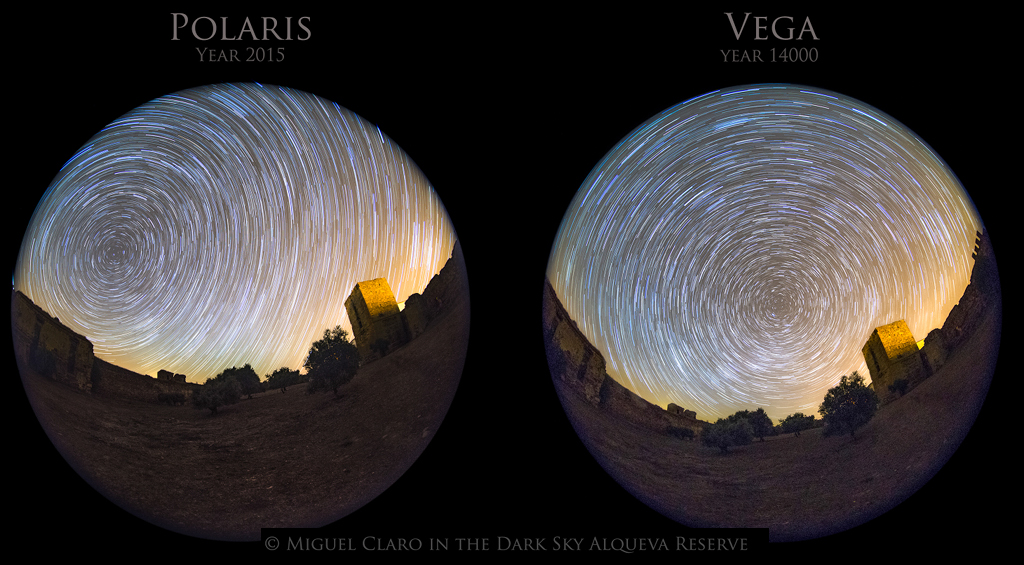 Polaris
Year 2015
Vega
year 14000
© Miguel Claro in the Dark Sky Alqueva Reserve